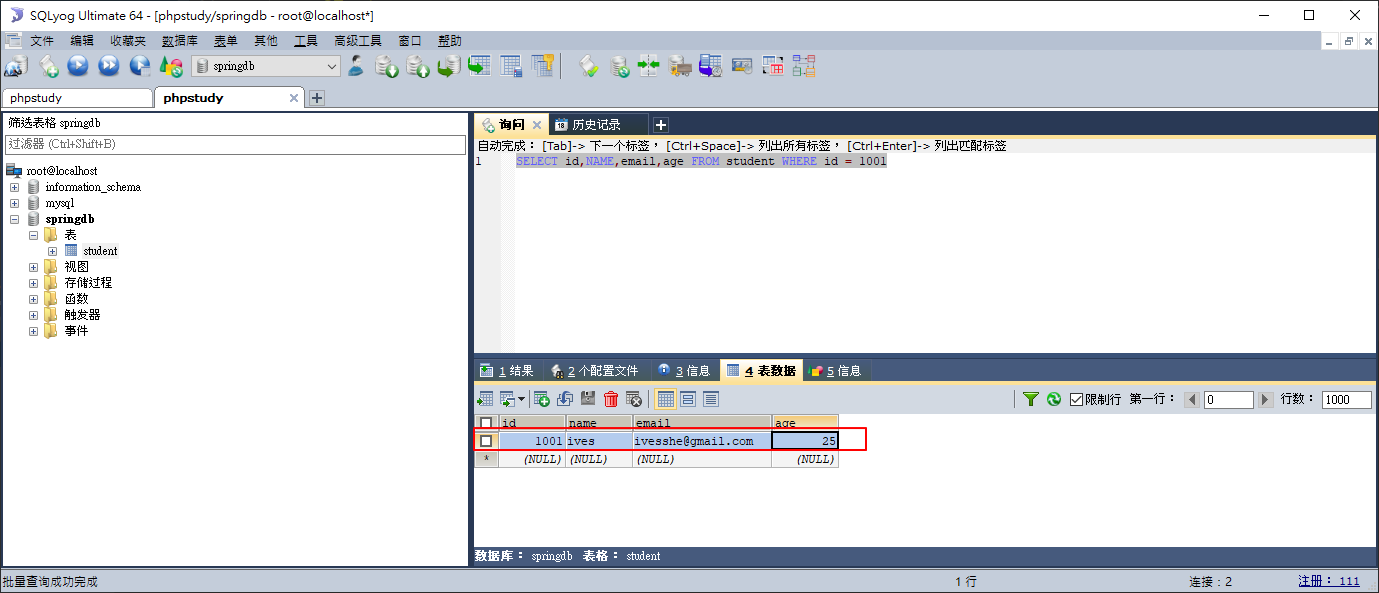 SQLyog Ultimate 64 - [phpstudy/springdb - root@localhost*]
文件 编辑 收藏夹 数据库 表单 其他 工具 高级工具 窗口 帮助
springdb
phpstudy phpstudy
筛选表格 springdb
过滤器 (Ctrl+Shift+B)
root@localhost
information_schema
mysql
springdb
表
student
视图
存储过程
函数
触发器
事件
询问 历史记录
自动完成： [Tab]-> 下一个标签， [Ctrl+Space]-> 列出所有标签， [Ctrl+Enter]-> 列出匹配标签
1 SELECT id,NAME,email,age FROM student WHERE id = 1001
1 结果 2 个配置文件 3 信息 4 表数据 5 信息
限制行 第一行： 0 行数： 1000
id name email age
1001 ives ivesshe@gmail.com 25
* (NULL) (NULL) (NULL) (NULL)
数据库： springdb 表格： student
批量查询成功完成 1 行 连接：2 注册： 111